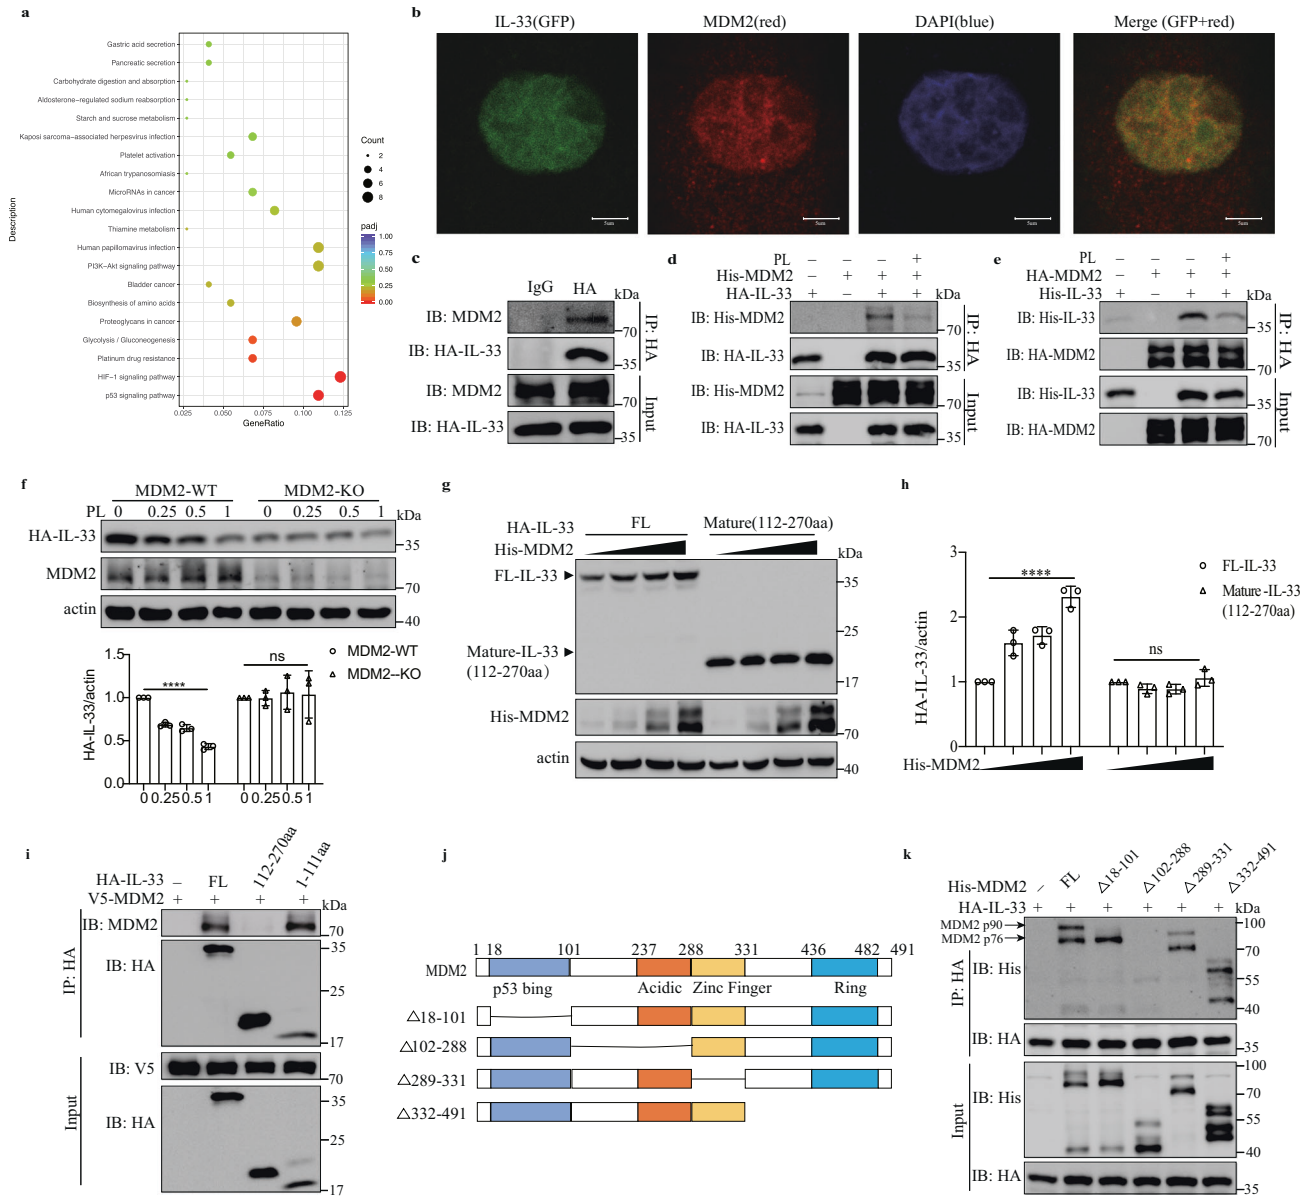 a
Gastric acid secretion
Pancreatic secretion
Carbohydrate digestion and absorption
Aldosterone−regulated sodium reabsorption
Starch and sucrose metabolism
Kaposi sarcoma−associated herpesvirus infection
Platelet activation
African trypanosomiasis
MicroRNAs in cancer
Human cytomegalovirus infection
Thiamine metabolism
Human papillomavirus infection
PI3K−Akt signaling pathway
Bladder cancer
Biosynthesis of amino acids
Proteoglycans in cancer
Glycolysis / Gluconeogenesis
Platinum drug resistance
HIF−1 signaling pathway
p53 signaling pathway
Description
0.025 0.050 0.075 0.100 0.125
GeneRatio
Count
2
4
6
8
padj
1.00
0.75
0.50
0.25
0.00
b
IL-33(GFP) MDM2(red) DAPI(blue) Merge (GFP+red)
5um 5um 5um 5um
c
IgG HA
kDa
IB: MDM2
70
IB: HA-IL-33
35
IB: MDM2
70
IB: HA-IL-33
35
IP: HA
Input
d
PL − − − +
His-MDM2 − + + +
HA-IL-33 + − + +
kDa
IB: His-MDM2
70
IB: HA-IL-33
35
IB: His-MDM2
70
IB: HA-IL-33
35
IP: HA
Input
e
PL − − − +
HA-MDM2 − + + +
His-IL-33 + − + +
kDa
IB: His-IL-33
35
IB: HA-MDM2
70
IB: His-IL-33
35
IB: HA-MDM2
70
IP: HA
Input
f
MDM2-WT MDM2-KO
PL 0 0.25 0.5 1 0 0.25 0.5 1 kDa
HA-IL-33
35
MDM2
70
actin
40
HA-IL-33/actin
1.5
1.0
0.5
0.0
**** ns
0 0.25 0.5 1 0 0.25 0.5 1
MDM2-WT
MDM2--KO
g
HA-IL-33 FL Mature(112-270aa)
His-MDM2
kDa
FL-IL-33
35
25
Mature-IL-33
(112-270aa)
17
His-MDM2
70
actin
40
h
HA-IL-33/actin
3
2
1
0
**** ns
His-MDM2
FL-IL-33
Mature-IL-33
(112-270aa)
i
HA-IL-33 − FL 112-270aa 1-111aa
V5-MDM2 + + + +
kDa
IB: MDM2
70
35
IB: HA
25
17
IB: V5
70
35
IB: HA
25
17
IP: HA
Input
j
1 18 101 237 288 331 436 482 491
MDM2
p53 bing Acidic Zinc Finger Ring
△18-101
△102-288
△289-331
△332-491
k
His-MDM2 − FL △18-101 △102-288 △289-331 △332-491
HA-IL-33 + + + + + +
kDa
MDM2 p90
MDM2 p76
100
70
IB: His
55
40
IB: HA
35
100
IB: His
70
55
40
IB: HA
35
IP: HA
Input